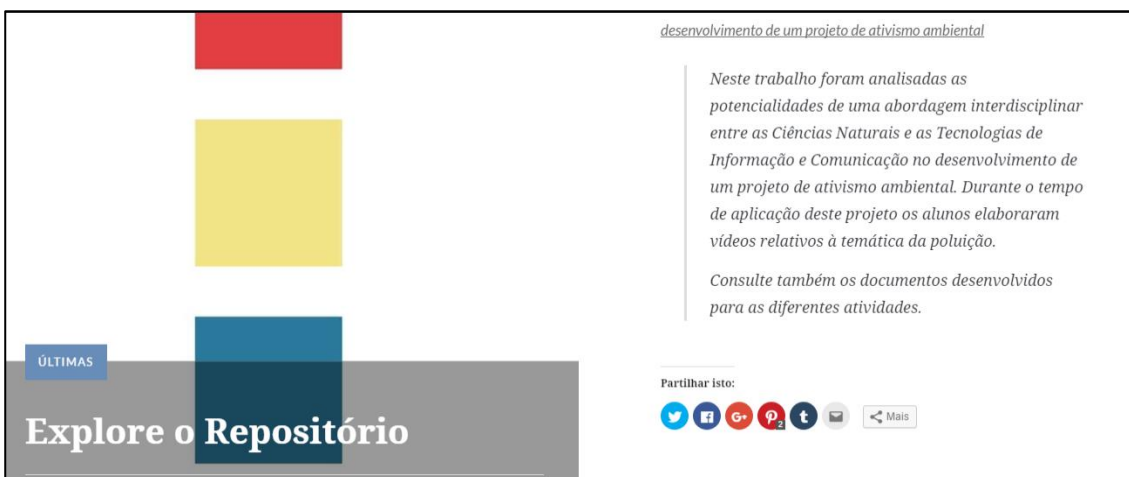 ÚLTIMAS
Explore o Repositório
desenvolvimento de um projeto de ativismo ambiental
Neste trabalho foram analisadas as
potencialidades de uma abordagem interdisciplinar
entre as Ciências Naturais e as Tecnologias de
Informação e Comunicação no desenvolvimento de
um projeto de ativismo ambiental. Durante o tempo
de aplicação deste projeto os alunos elaboraram
vídeos relativos à temática da poluição.
Consulte também os documentos desenvolvidos
para as diferentes atividades.
Partilhar isto:
2
Mais